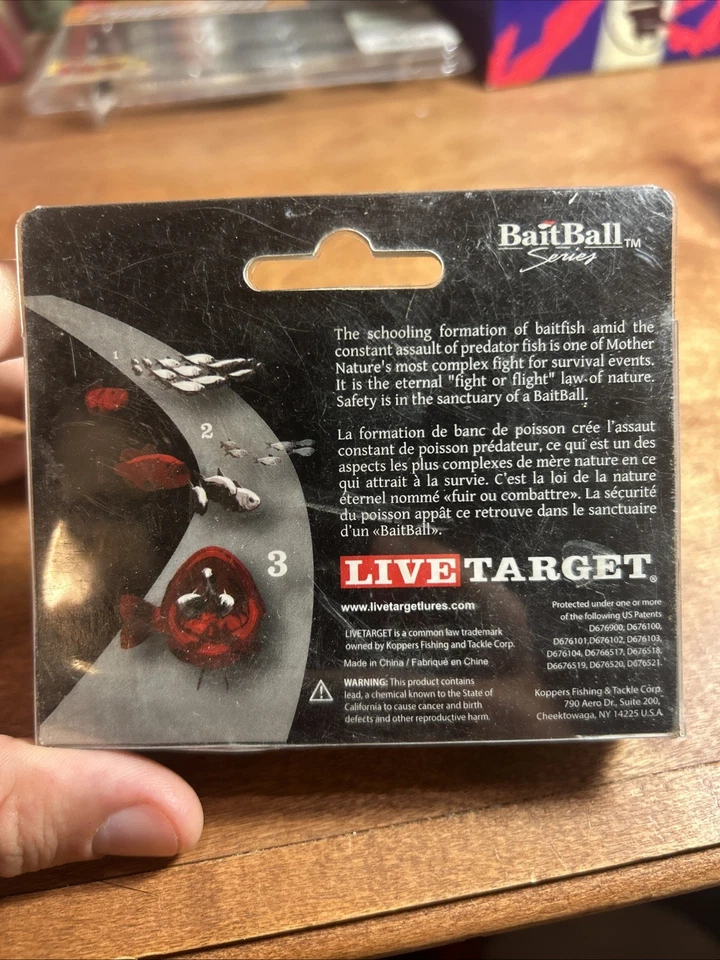 BaitBall™
Series
The schooling formation of baitfish amid the
constant assault of predator fish is one of Mother
Nature's most complex fight for survival events.
It is the eternal "fight or flight" law of nature.
Safety is in the sanctuary of a BaitBall.
La formation de banc de poisson crée l'assaut
constant de poisson prédateur, ce qui est un des
aspects les plus complexes de mère nature en ce
qui attrait à la survie. C'est la loi de la nature
éternel nommé «fuir ou combattre». La sécurité
du poisson appât ce retrouve dans le sanctuaire
d'un «BaitBall».
1
2
3
LIVETARGET®
www.livetargetlures.com
LIVETARGET is a common law trademark
owned by Koppers Fishing and Tackle Corp.
Made in China / Fabriqué en Chine
WARNING: This product contains
lead, a chemical known to the State of
California to cause cancer and birth
defects and other reproductive harm.
Protected under one or more
of the following US Patents
D676900, D676100,
D676101,D676102, D676103,
D676104, D6766517, D676518,
D6676519, D676520, D676521.
Koppers Fishing & Tackle Corp.
790 Aero Dr., Suite 200,
Cheektowaga, NY 14225 U.S.A.